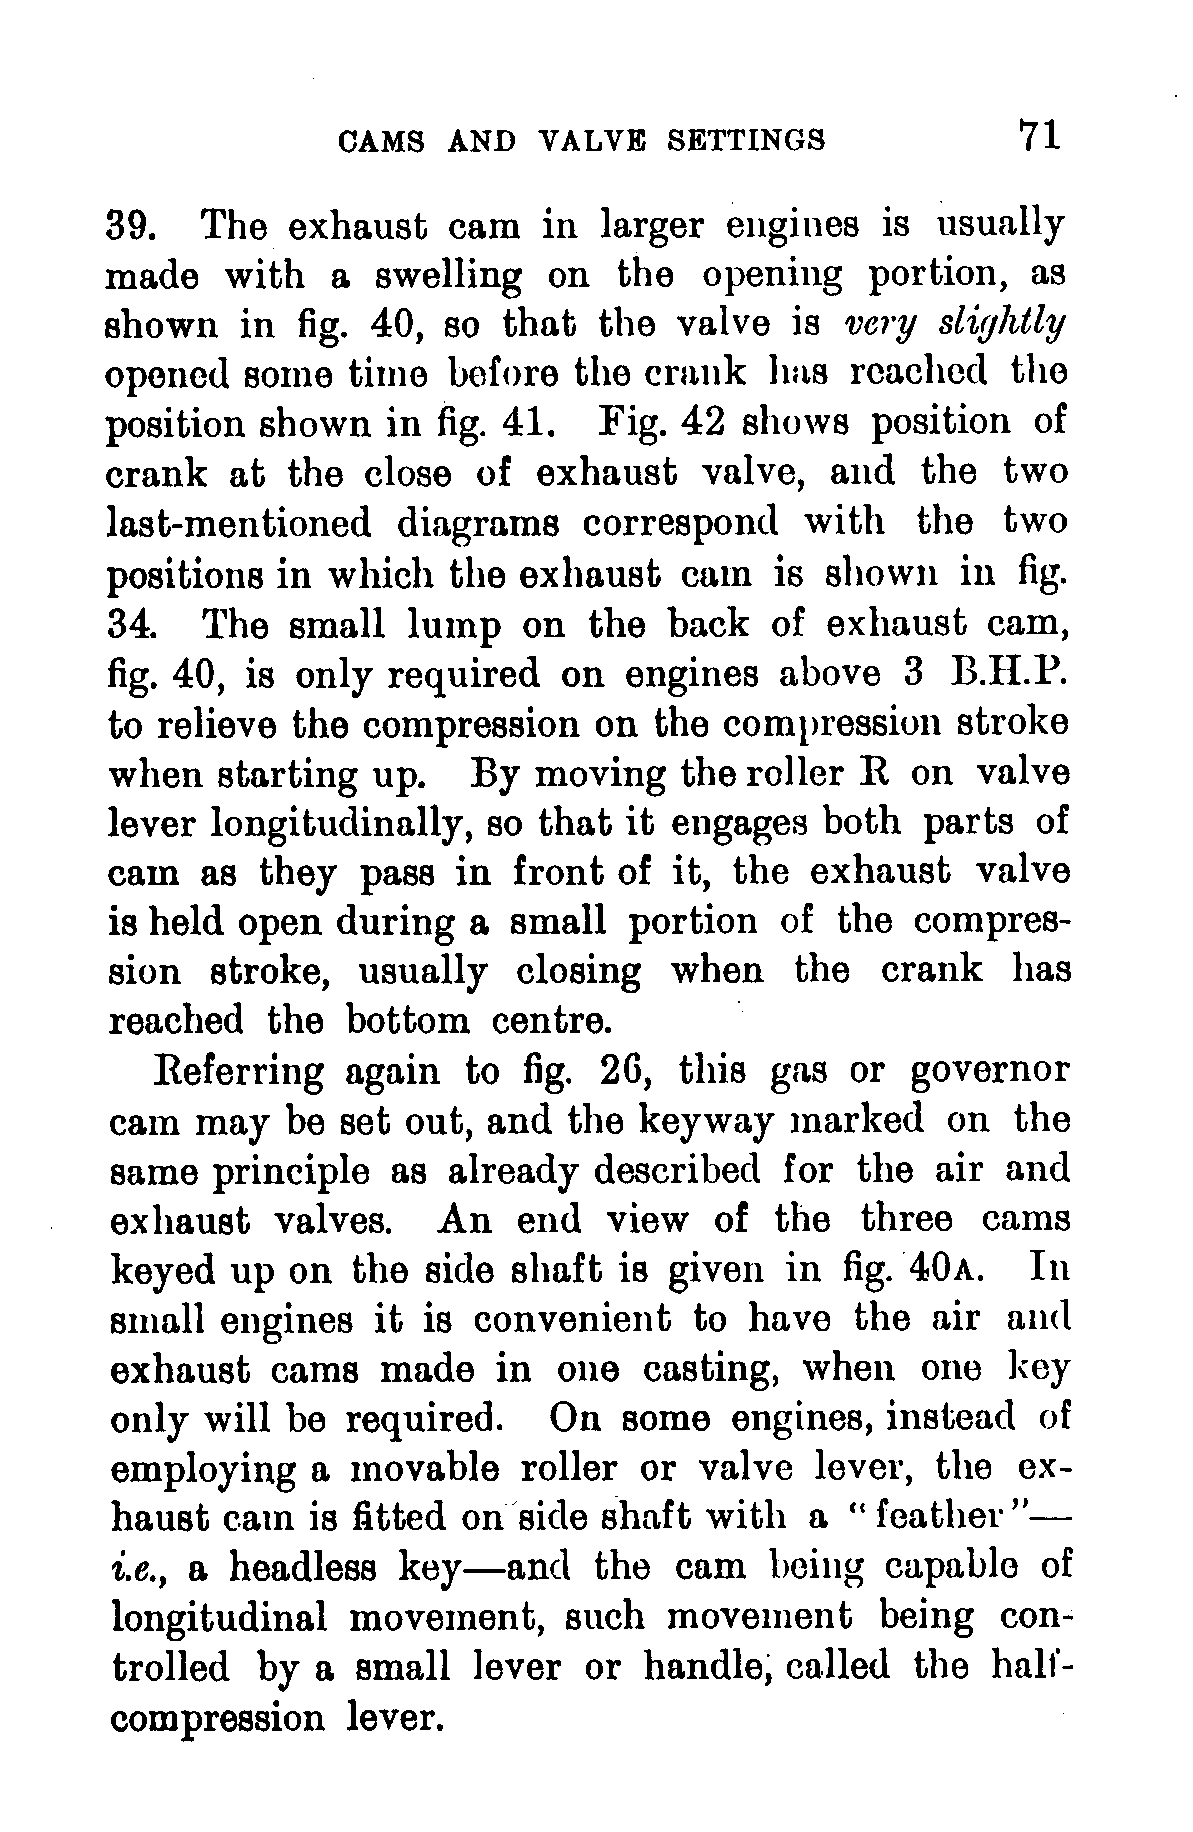 CAMS AND VALVE SETTINGS 71
39. The exhaust cam in larger engines is usually
made with a swelling on the opening portion, as
shown in fig. 40, so that the valve is very slightly
opened some time before the crank has reached the
position shown in fig. 41. Fig. 42 shows position of
crank at the close of exhaust valve, and the two
last-mentioned diagrams correspond with the two
positions in which the exhaust cam is shown in fig.
34. The small lump on the back of exhaust cam,
fig. 40, is only required on engines above 3 B.H.P.
to relieve the compression on the compression stroke
when starting up. By moving the roller R on valve
lever longitudinally, so that it engages both parts of
cam as they pass in front of it, the exhaust valve
is held open during a small portion of the compres-
sion stroke, usually closing when the crank has
reached the bottom centre.
Referring again to fig. 26, this gas or governor
cam may be set out, and the keyway marked on the
same principle as already described for the air and
exhaust valves. An end view of the three cams
keyed up on the side shaft is given in fig. 40A. In
small engines it is convenient to have the air and
exhaust cams made in one casting, when one key
only will be required. On some engines, instead of
employing a movable roller or valve lever, the ex-
haust cam is fitted on side shaft with a "feather"—
i.e., a headless key—and the cam being capable of
longitudinal movement, such movement being con-
trolled by a small lever or handle, called the half-
compression lever.